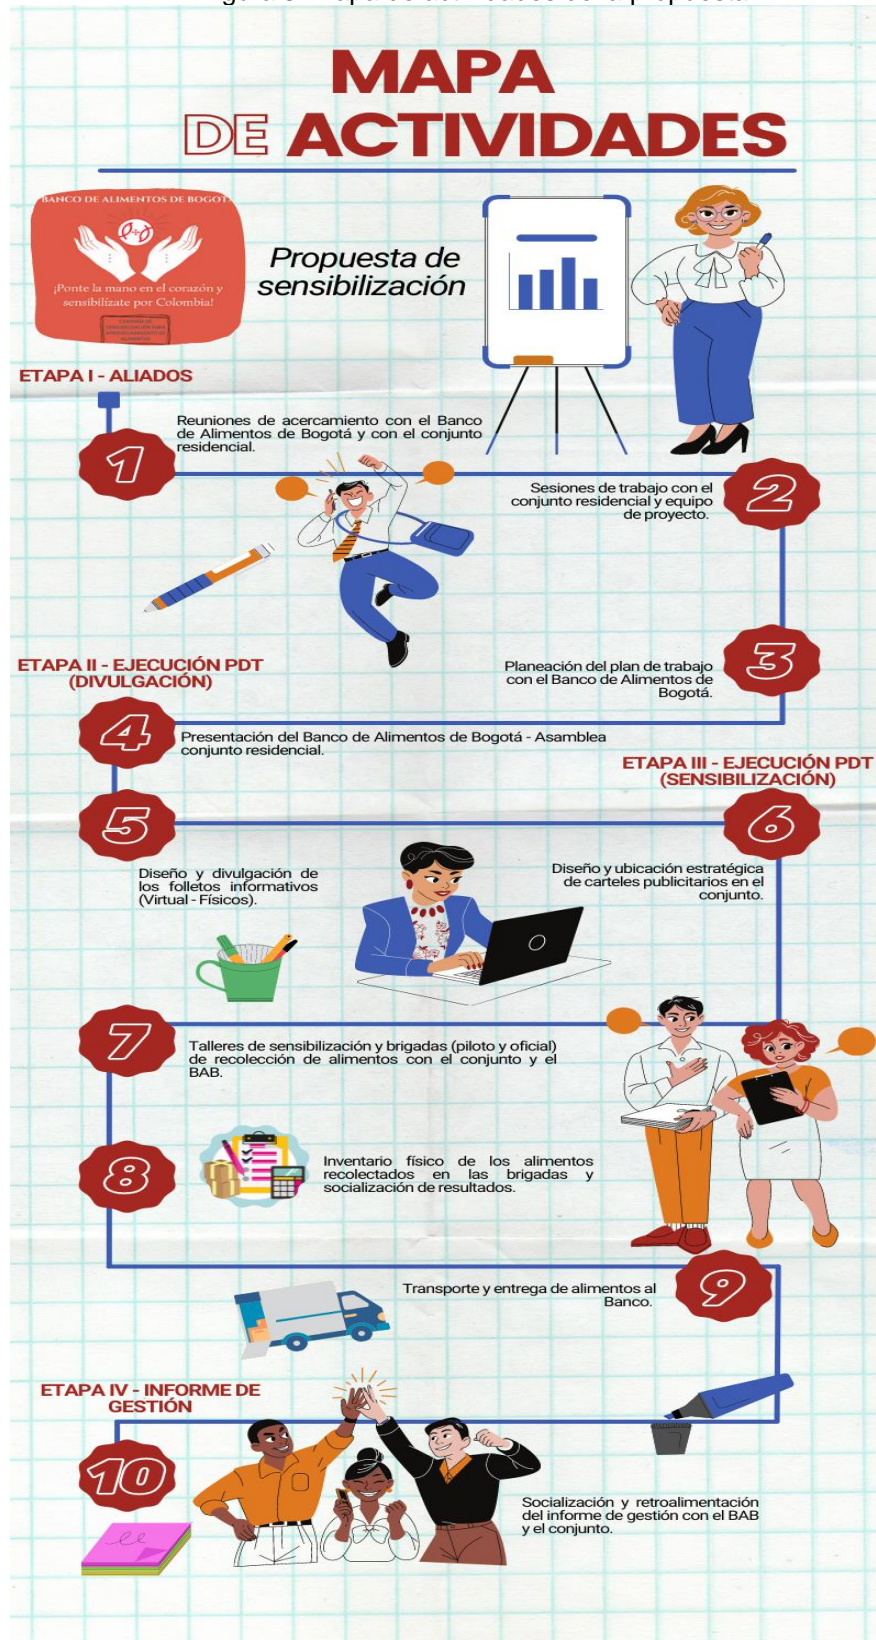 MAPA
DE ACTIVIDADES
BANCO DE ALIMENTOS DE BOGOTÁ
¡Ponte la mano en el corazón y
sensibilízate por Colombia!
CAMPAÑA DE
SENSIBILIZACIÓN PARA
APROVECHAMIENTO DE
ALIMENTOS
Propuesta de
sensibilización
ETAPA I - ALIADOS
1
Reuniones de acercamiento con el Banco
de Alimentos de Bogotá y con el conjunto
residencial.
2
Sesiones de trabajo con el
conjunto residencial y equipo
de proyecto.
3
Planeación del plan de trabajo
con el Banco de Alimentos de
Bogotá.
ETAPA II - EJECUCIÓN PDT
(DIVULGACIÓN)
4
Presentación del Banco de Alimentos de Bogotá - Asamblea
conjunto residencial.
5
Diseño y divulgación de
los folletos informativos
(Virtual - Físicos).
ETAPA III - EJECUCIÓN PDT
(SENSIBILIZACIÓN)
6
Diseño y ubicación estratégica
de carteles publicitarios en el
conjunto.
7
Talleres de sensibilización y brigadas (piloto y oficial)
de recolección de alimentos con el conjunto y el
BAB.
8
Inventario físico de los alimentos
recolectados en las brigadas y
socialización de resultados.
9
Transporte y entrega de alimentos al
Banco.
ETAPA IV - INFORME DE
GESTIÓN
10
Socialización y retroalimentación
del informe de gestión con el BAB
y el conjunto.